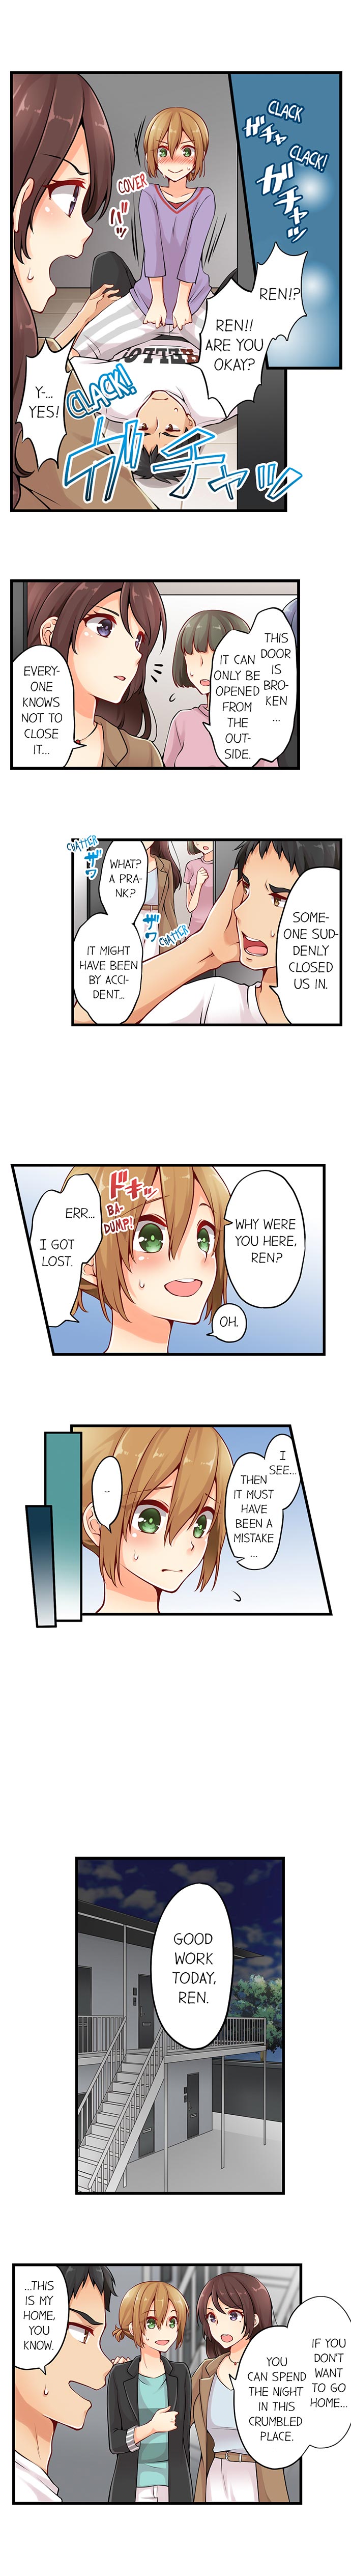 CLACK
ガチャ
CLACK!
ガチャッ
REN!?
REN!!
ARE YOU
OKAY?
COVER
バッ
Y-...
YES!
CLACK!
ガチャッ
THIS
DOOR
IS
BRO-
KEN
...
IT CAN
ONLY BE
OPENED
FROM
THE
OUT-
SIDE.
EVERY-
ONE
KNOWS
NOT TO
CLOSE
IT...
SOME-
ONE SUD-
DENLY
CLOSED
US IN.
CHATTER
ザワ
WHAT?
A PRA-
NK?
ザワ
CHATTER
IT MIGHT
HAVE BEEN
BY ACCI-
DENT...
WHY WERE
YOU HERE,
REN?
OH.
ドキッ
BA-
DUMP!
ERR...
I GOT
LOST.
I
SEE...
THEN
IT MUST
HAVE
BEEN A
MISTAKE
...
..
GOOD
WORK
TODAY,
REN.
IF YOU
DON'T
WANT
TO GO
HOME...
YOU
CAN SPEND
THE NIGHT
IN THIS
CRUMBLED
PLACE.
...THIS
IS MY
HOME,
YOU
KNOW.